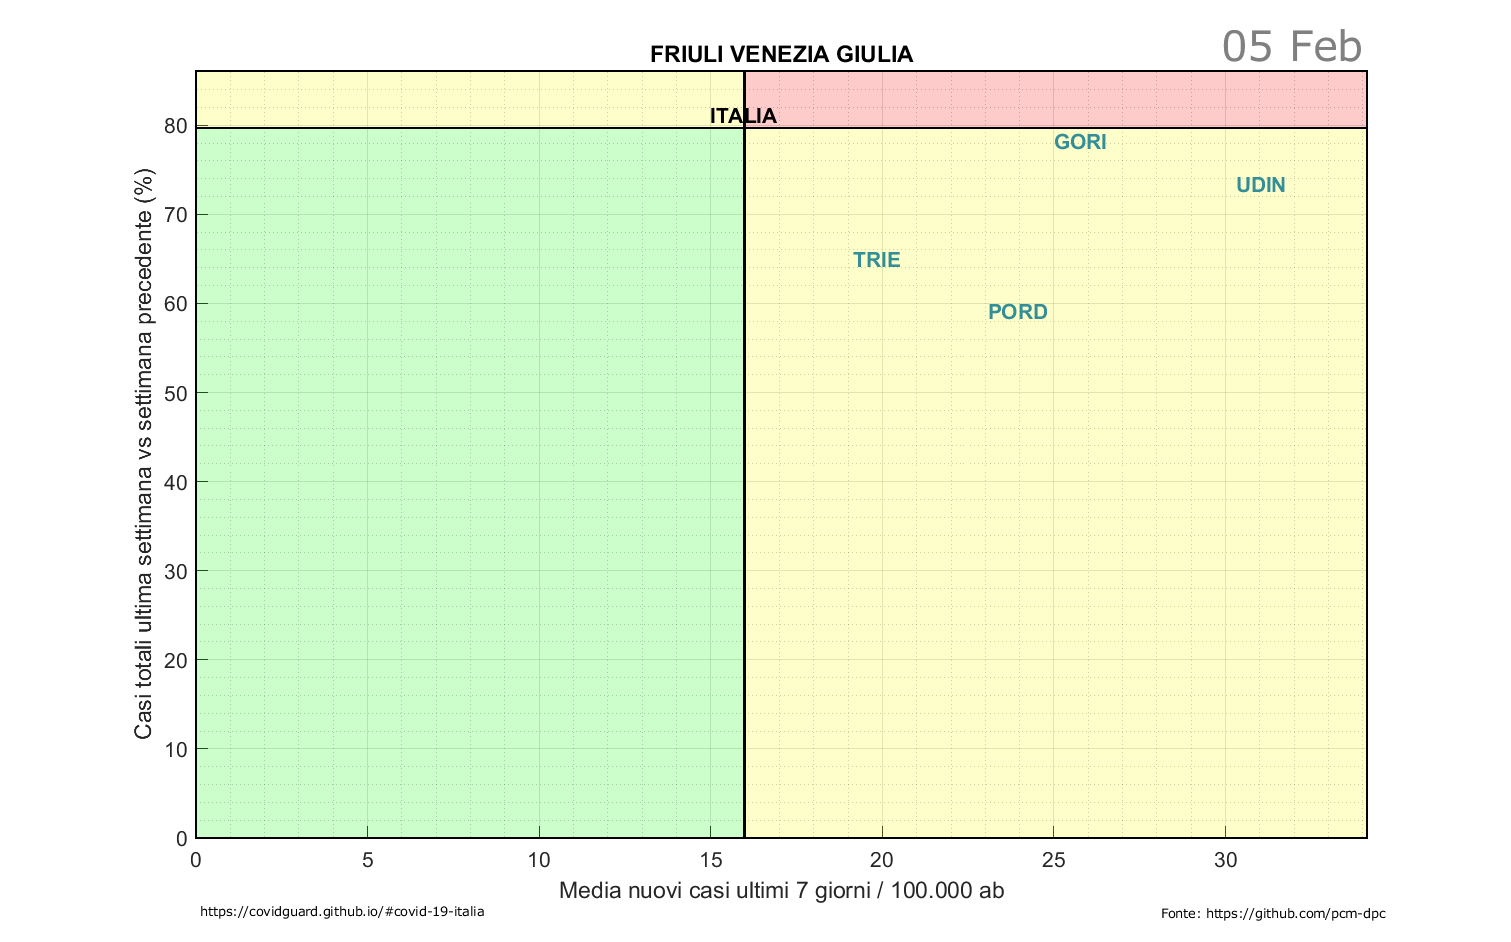 05 Feb
FRIULI VENEZIA GIULIA
ITALIA
GORI
UDIN
TRIE
PORD
Casi totali ultima settimana vs settimana precedente (%)
80
70
60
50
40
30
20
10
0
0 5 10 15 20 25 30
Media nuovi casi ultimi 7 giorni / 100.000 ab
https://covidguard.github.io/#covid-19-italia
Fonte: https://github.com/pcm-dpc